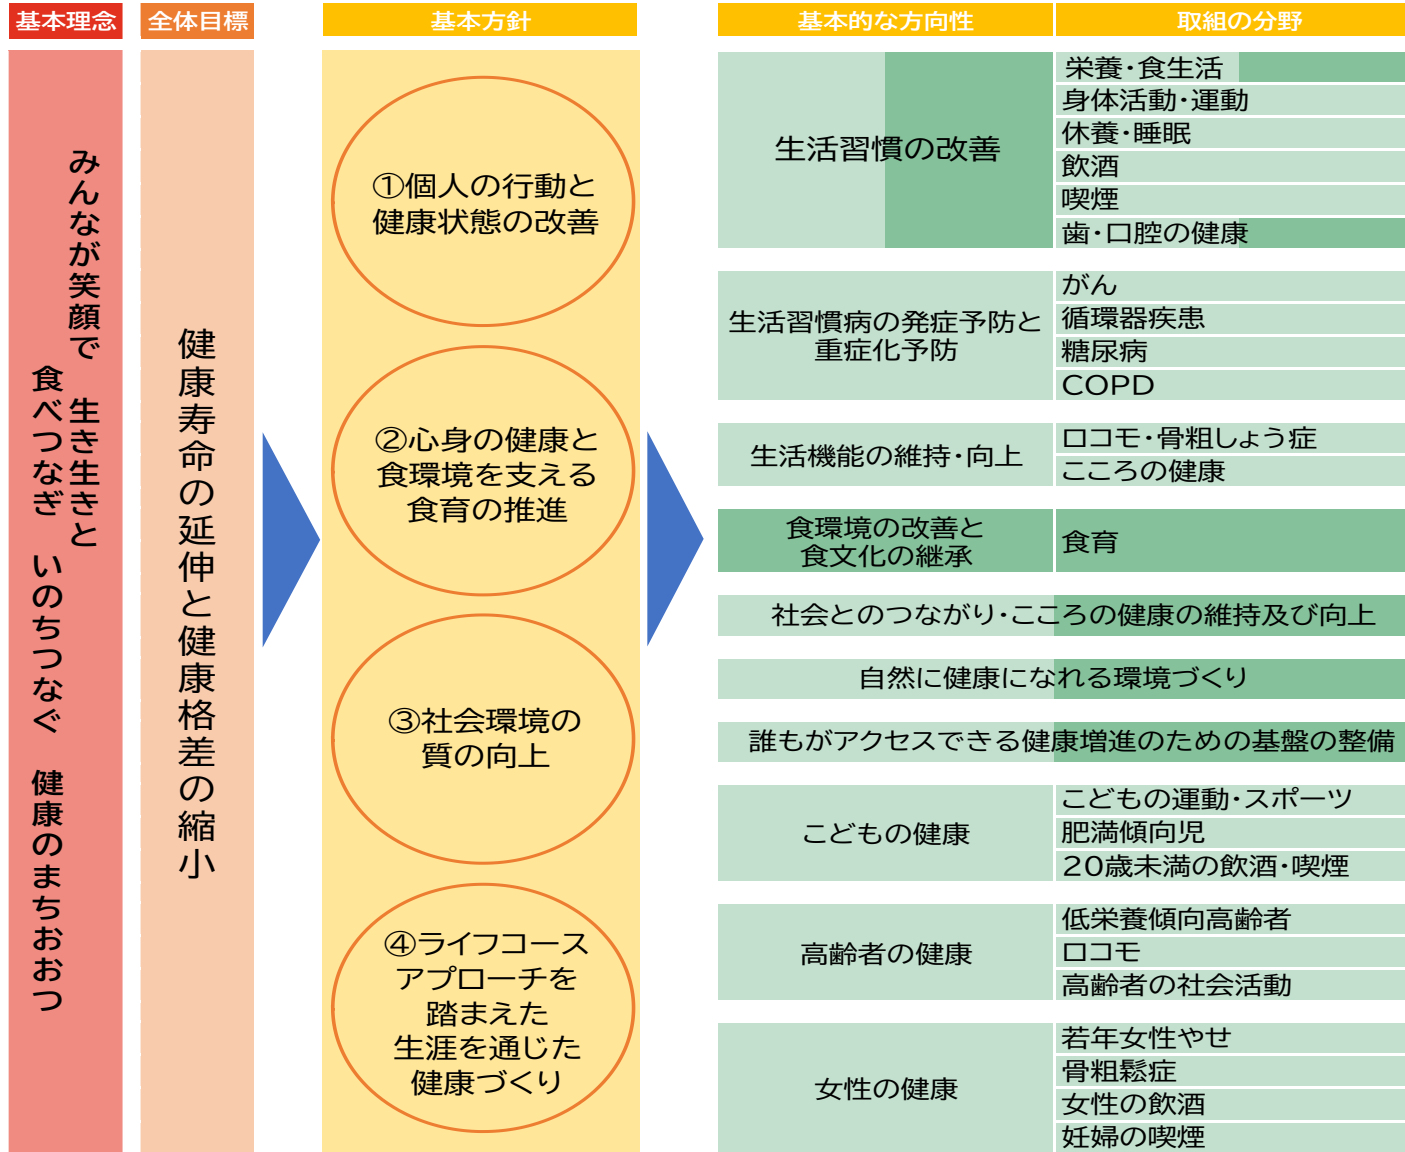 基本理念
全体目標
基本方針
基本的な方向性
取組の分野
みんなが笑顔で 生き生きと
食べつなぎ いのちつなぐ 健康のまちおおつ
健康寿命の延伸と健康格差の縮小
①個人の行動と
健康状態の改善
②心身の健康と
食環境を支える
食育の推進
③社会環境の
質の向上
④ライフコース
アプローチを
踏まえた
生涯を通じた
健康づくり
生活習慣の改善
栄養・食生活
身体活動・運動
休養・睡眠
飲酒
喫煙
歯・口腔の健康
生活習慣病の発症予防と
重症化予防
がん
循環器疾患
糖尿病
COPD
生活機能の維持・向上
ロコモ・骨粗しょう症
こころの健康
食環境の改善と
食文化の継承
食育
社会とのつながり・こころの健康の維持及び向上
自然に健康になれる環境づくり
誰もがアクセスできる健康増進のための基盤の整備
こどもの健康
こどもの運動・スポーツ
肥満傾向児
20歳未満の飲酒・喫煙
高齢者の健康
低栄養傾向高齢者
ロコモ
高齢者の社会活動
女性の健康
若年女性やせ
骨粗鬆症
女性の飲酒
妊婦の喫煙